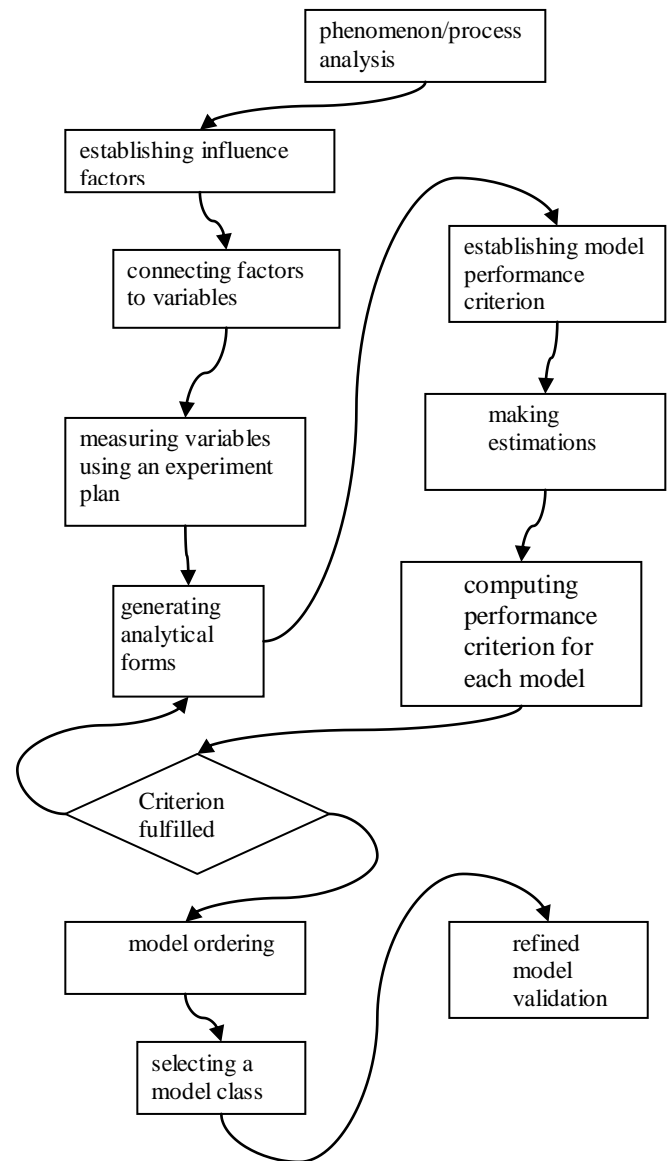 phenomenon/process
analysis
establishing influence
factors
connecting factors
to variables
measuring variables
using an experiment
plan
generating
analytical
forms
establishing model
performance
criterion
making
estimations
computing
performance
criterion for
each model
Criterion
fulfilled
model ordering
selecting a
model class
refined
model
validation